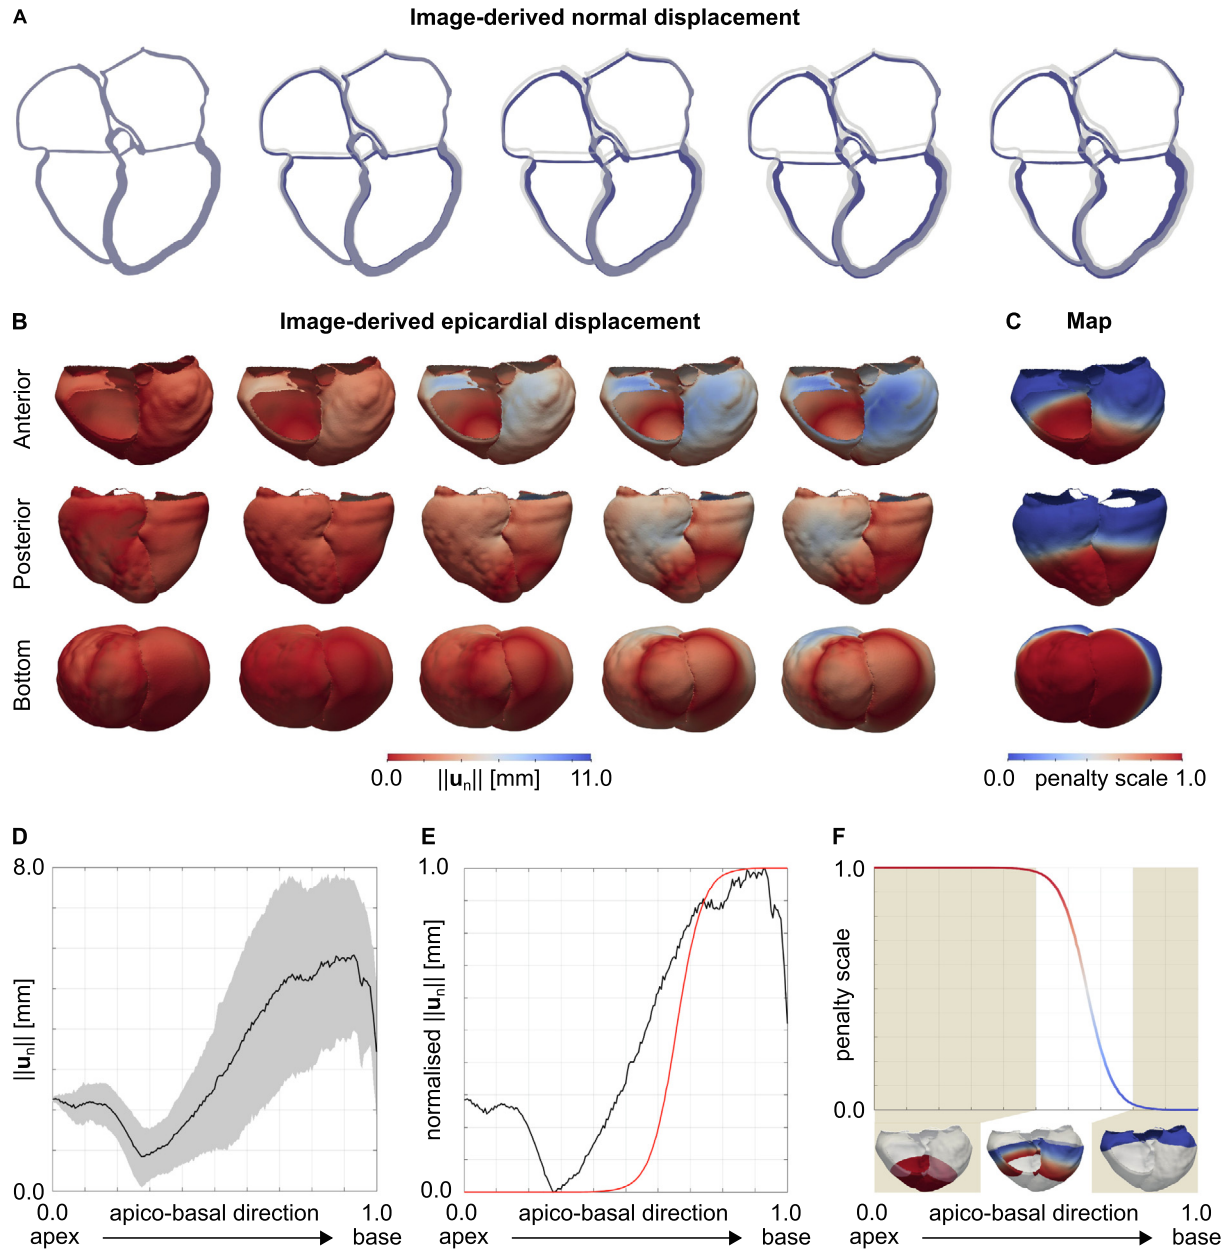 A
Image-derived normal displacement
B
Image-derived epicardial displacement
C
Map
Anterior
Posterior
Bottom
0.0
||uₙ|| [mm]
11.0
0.0
penalty scale
1.0
D
8.0
||uₙ|| [mm]
0.0
0.0
apico-basal direction
1.0
apex
base
E
1.0
normalised ||uₙ|| [mm]
0.0
0.0
apico-basal direction
1.0
apex
base
F
1.0
penalty scale
0.0
0.0
apico-basal direction
1.0
apex
base